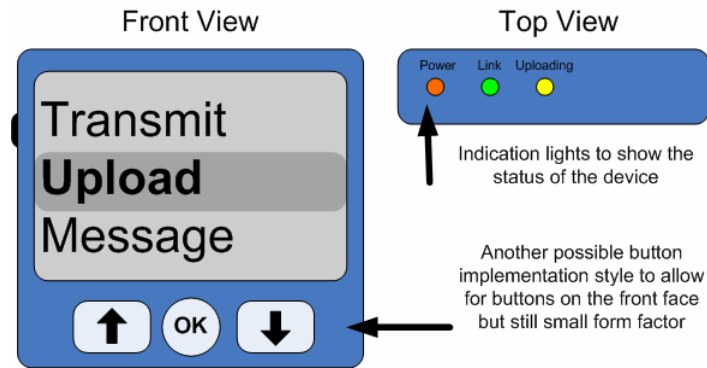 Front View
Top View
Transmit
Upload
Message
OK
Power Link Uploading
Indication lights to show the
status of the device
Another possible button
implementation style to allow
for buttons on the front face
but still small form factor